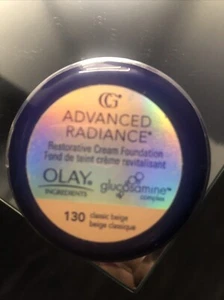 CG
ADVANCED
RADIANCE®
Restorative Cream Foundation
Fond de teint crème revitalisant
OLAY®
INGREDIENTS
glucosamine™
complex
130 classic beige
beige classique